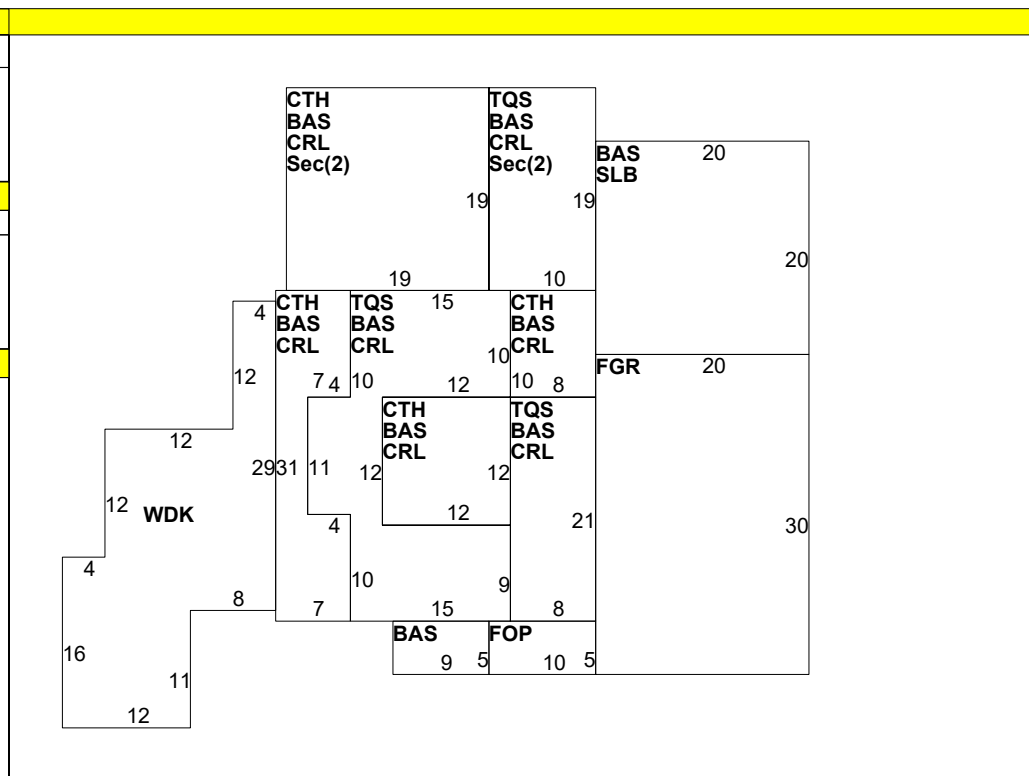 CTH
BAS
CRL
Sec(2)
19
19
TQS
BAS
CRL
Sec(2)
19
10
BAS 20
SLB
20
4
CTH
BAS
CRL
7 4
TQS 15
BAS
CRL
10
10
12
CTH
BAS
CRL
10 8
FGR 20
30
12
12
12
WDK
29
31
11
4
10
7
CTH
BAS
CRL
12
12
12
TQS
BAS
CRL
21
9
15
8
4
8
16
11
12
BAS
9 5
FOP
10 5